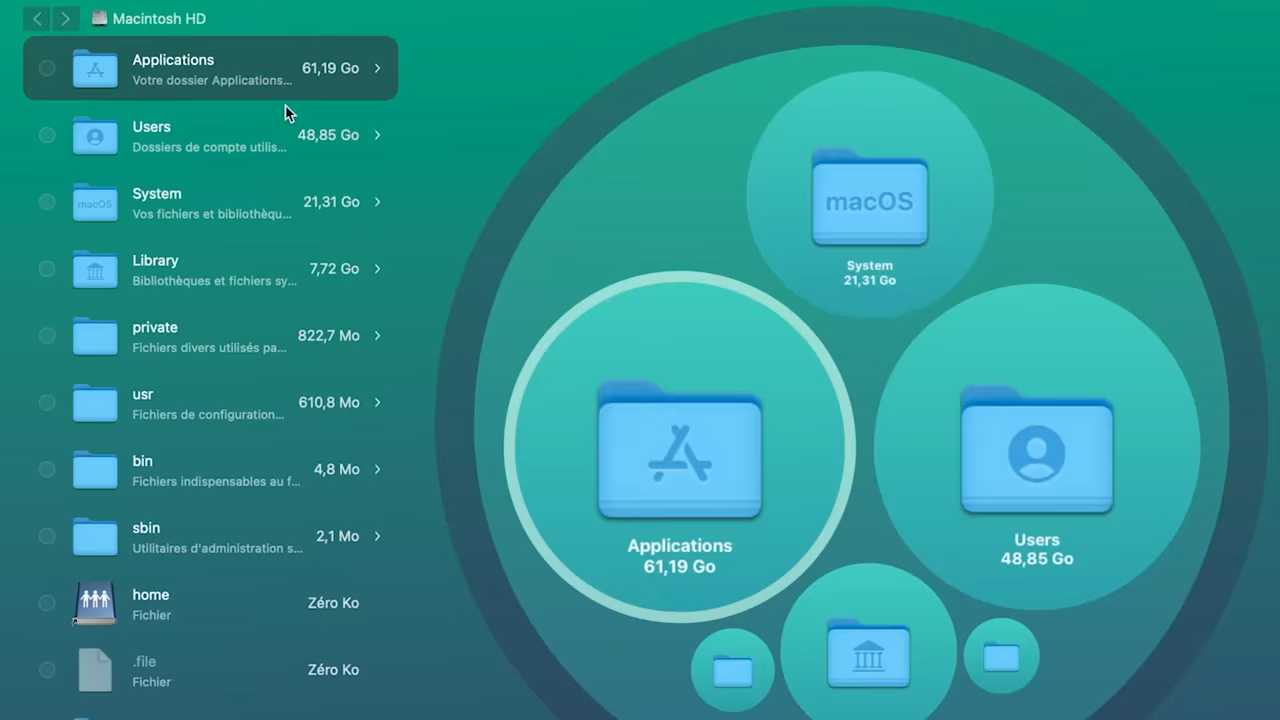 Macintosh HD
Applications
Votre dossier Applications...
61,19 Go
Users
Dossiers de compte utilis...
48,85 Go
System
Vos fichiers et bibliothèqu...
21,31 Go
Library
Bibliothèques et fichiers sy...
7,72 Go
private
Fichiers divers utilisés pa...
822,7 Mo
usr
Fichiers de configuration...
610,8 Mo
bin
Fichiers indispensables au f...
4,8 Mo
sbin
Utilitaires d'administration s...
2,1 Mo
home
Fichier
Zéro Ko
.file
Fichier
Zéro Ko
macOS
macOS
System
21,31 Go
Applications
61,19 Go
Users
48,85 Go